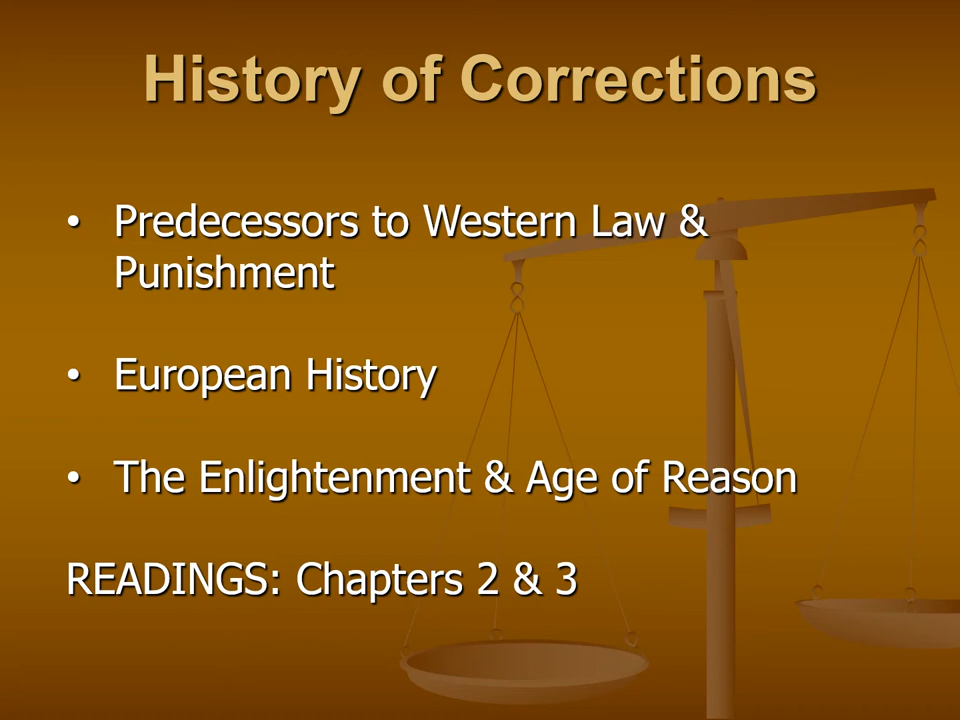 History of Corrections
• Predecessors to Western Law &
Punishment
• European History
• The Enlightenment & Age of Reason
READINGS: Chapters 2 & 3